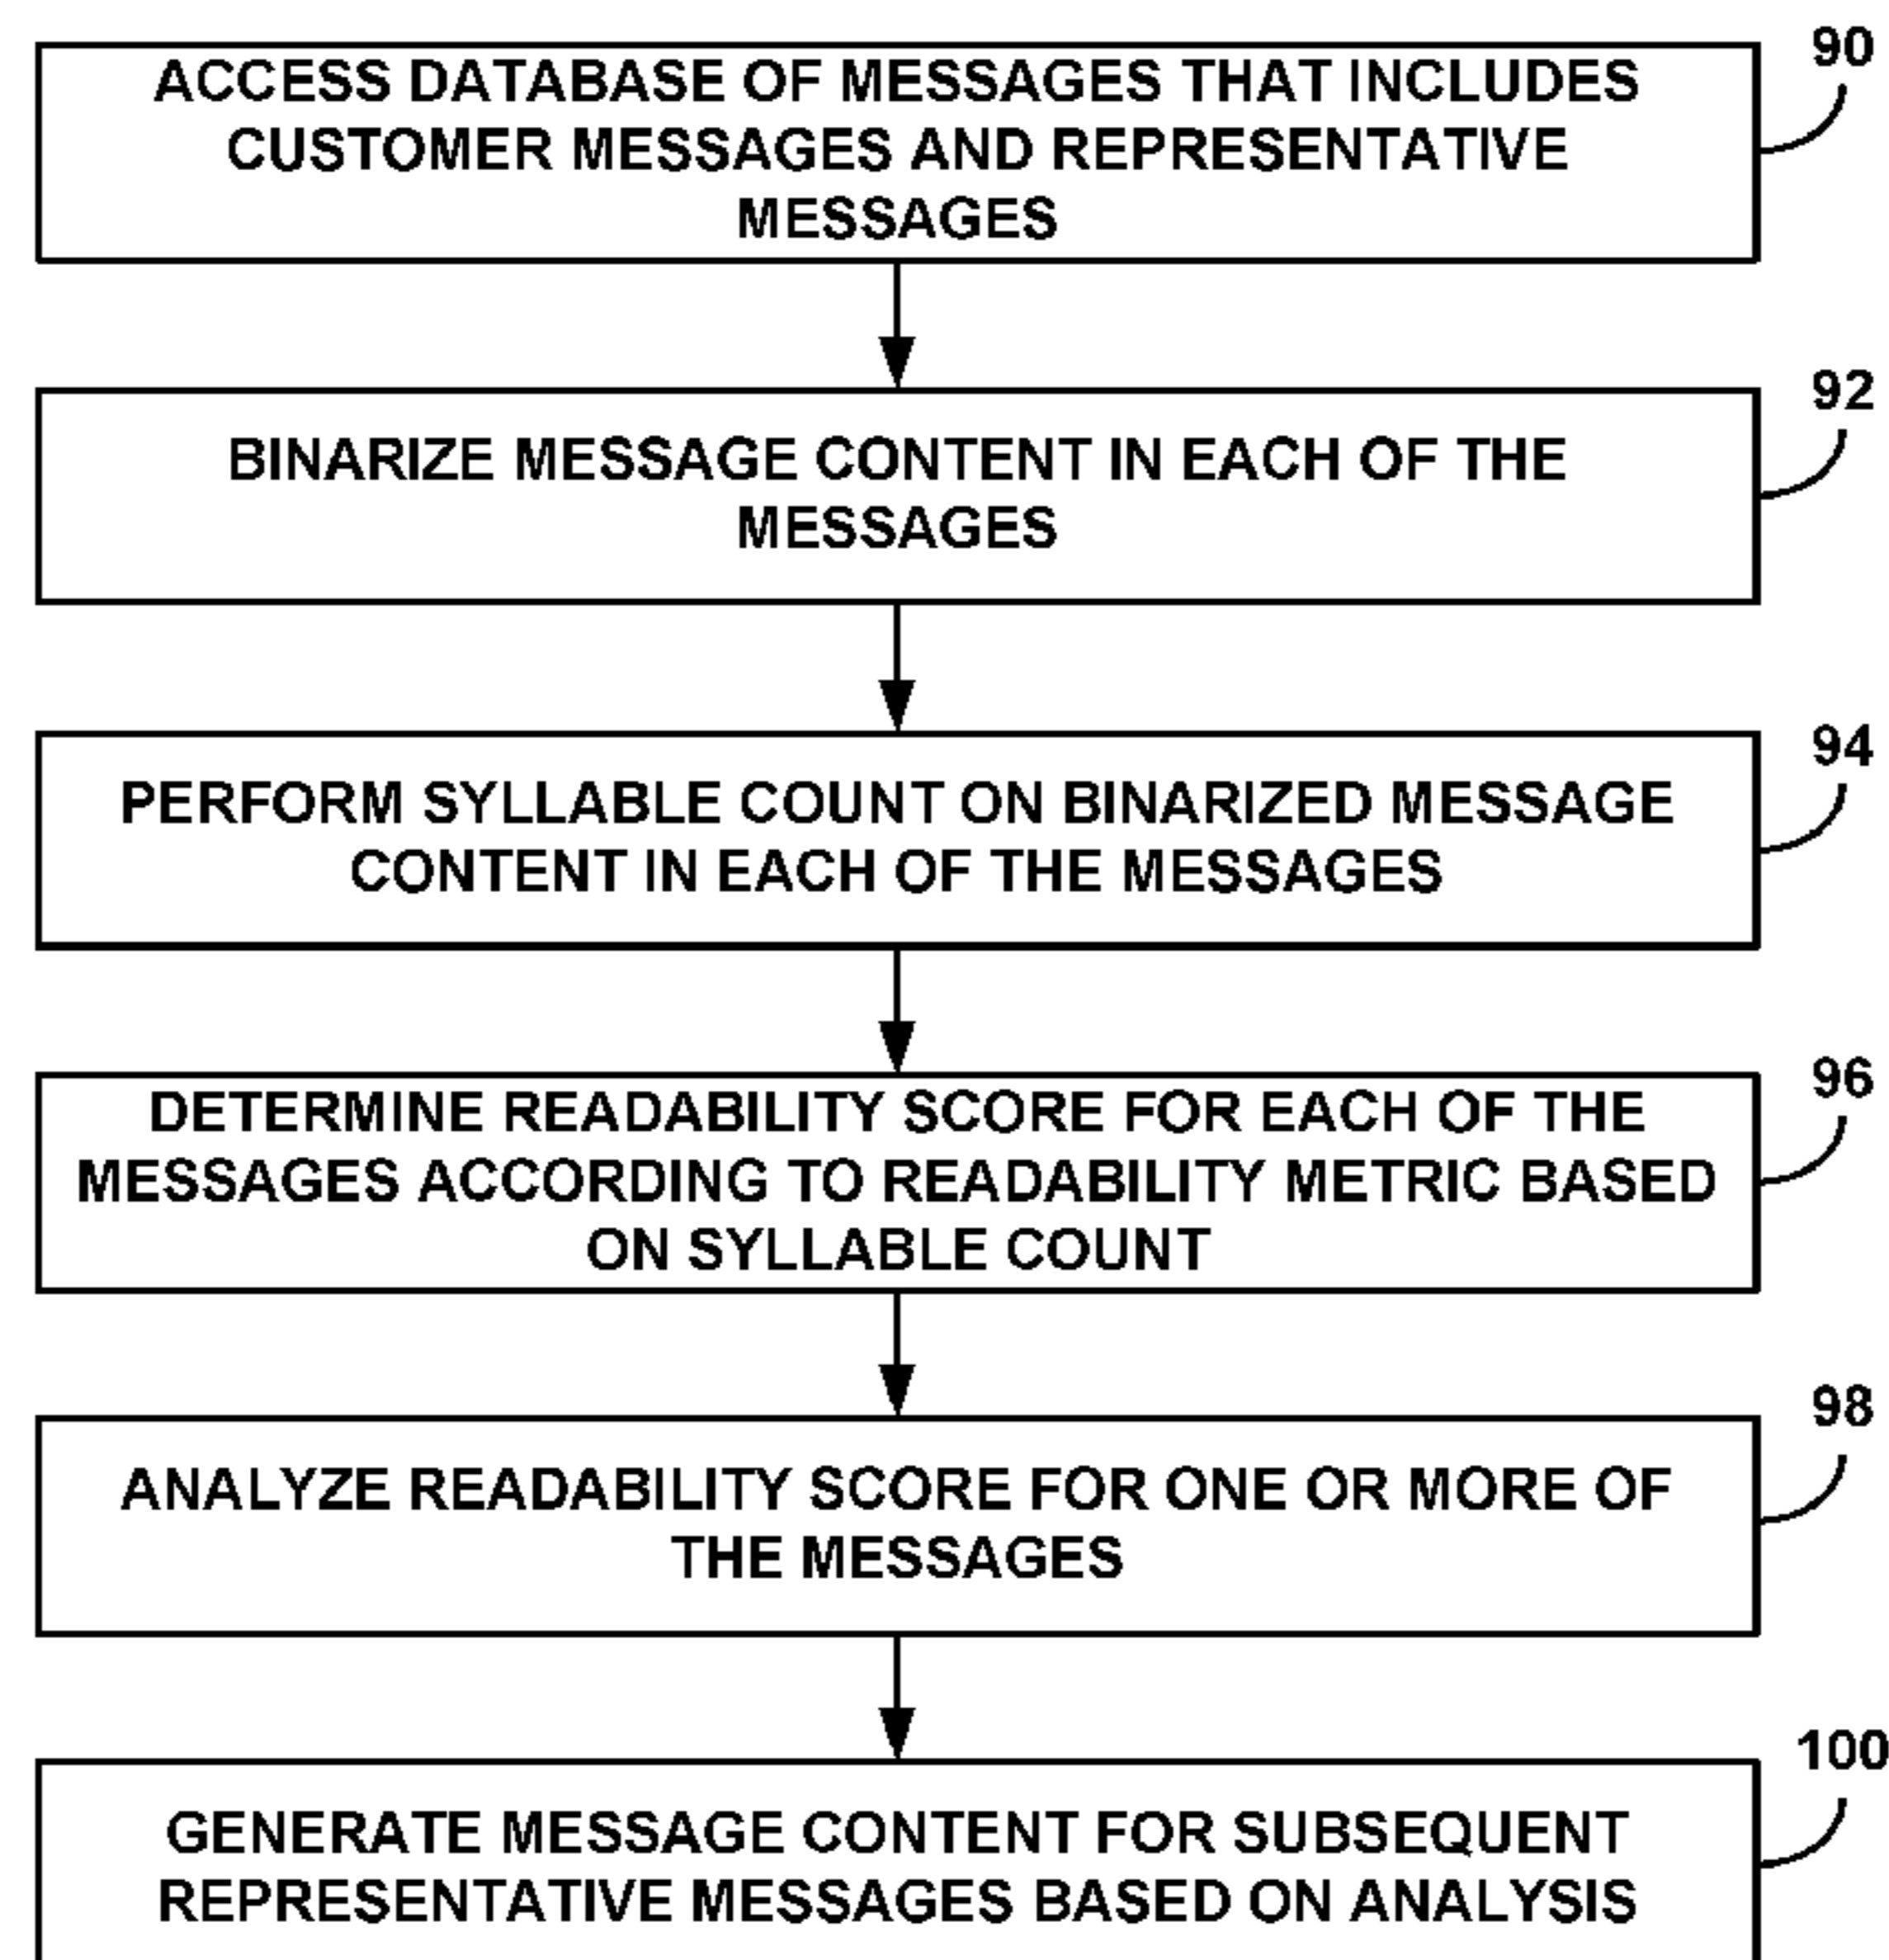 90
ACCESS DATABASE OF MESSAGES THAT INCLUDES
CUSTOMER MESSAGES AND REPRESENTATIVE
MESSAGES
92
BINARIZE MESSAGE CONTENT IN EACH OF THE
MESSAGES
94
PERFORM SYLLABLE COUNT ON BINARIZED MESSAGE
CONTENT IN EACH OF THE MESSAGES
96
DETERMINE READABILITY SCORE FOR EACH OF THE
MESSAGES ACCORDING TO READABILITY METRIC BASED
ON SYLLABLE COUNT
98
ANALYZE READABILITY SCORE FOR ONE OR MORE OF
THE MESSAGES
100
GENERATE MESSAGE CONTENT FOR SUBSEQUENT
REPRESENTATIVE MESSAGES BASED ON ANALYSIS